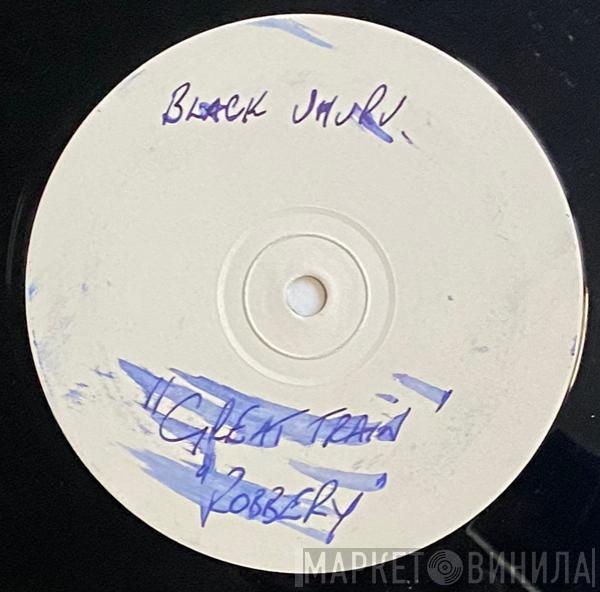 BLACK UHURU.
"GREAT TRAIN"
"ROBBERY"
МАРКЕТ ВИНИЛА